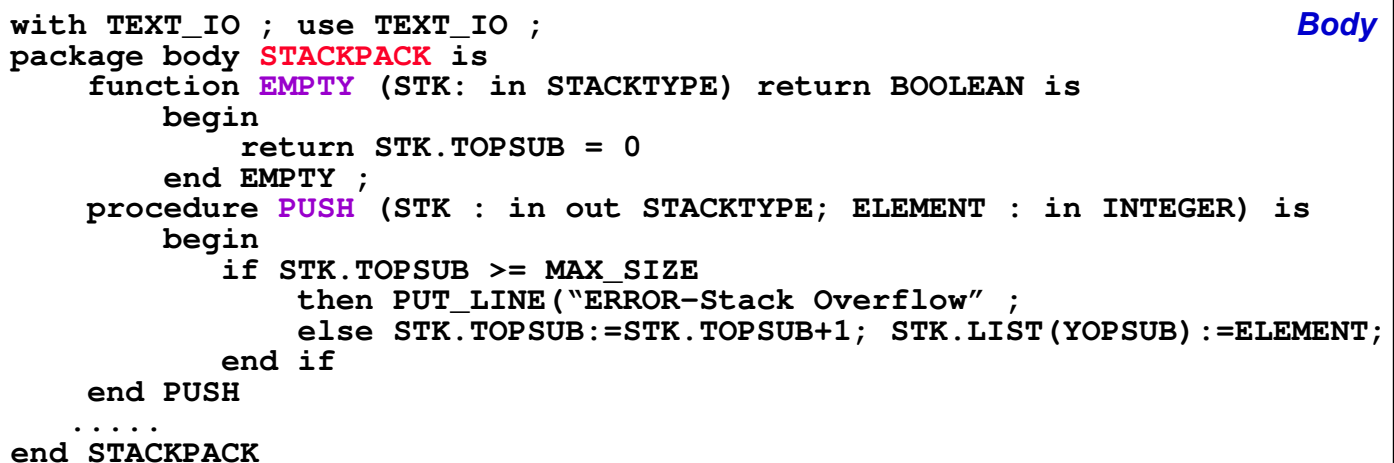 with TEXT_IO ; use TEXT_IO ; Body
package body STACKPACK is
function EMPTY (STK: in STACKTYPE) return BOOLEAN is
begin
return STK.TOPSUB = 0
end EMPTY ;
procedure PUSH (STK : in out STACKTYPE; ELEMENT : in INTEGER) is
begin
if STK.TOPSUB >= MAX_SIZE
then PUT_LINE(“ERROR–Stack Overflow” ;
else STK.TOPSUB:=STK.TOPSUB+1; STK.LIST(YOPSUB):=ELEMENT;
end if
end PUSH
.....
end STACKPACK